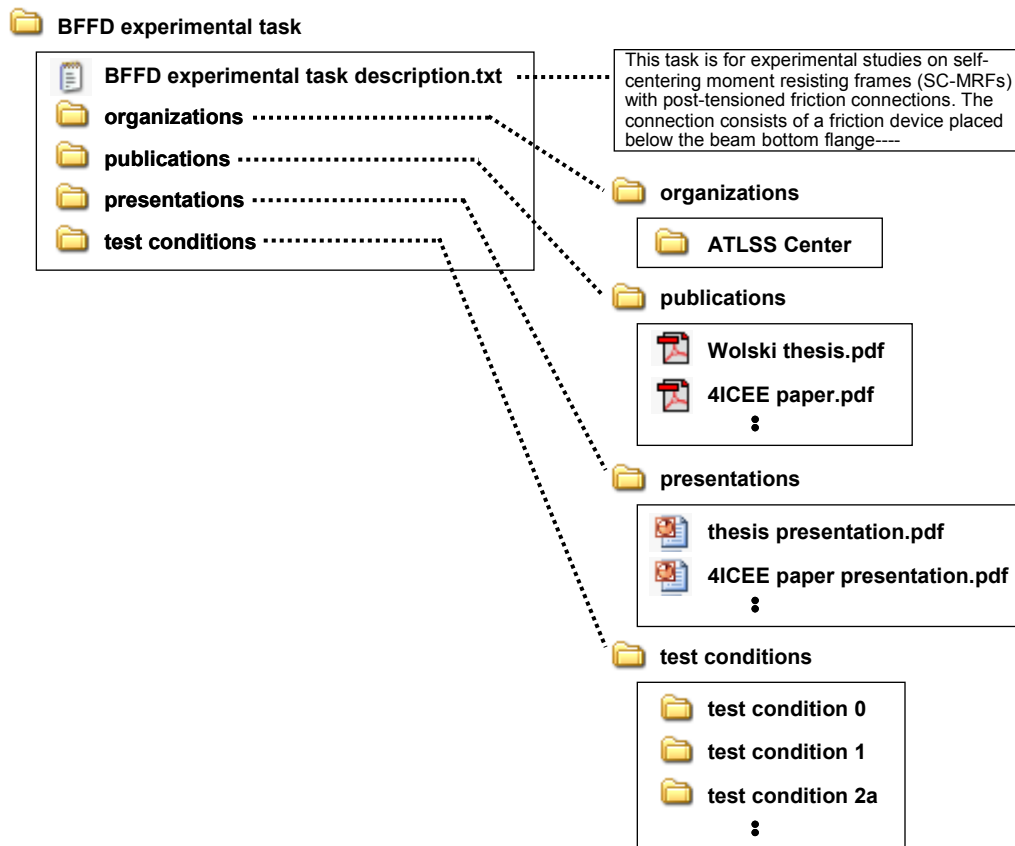 BFFD experimental task
BFFD experimental task description.txt
organizations
publications
presentations
test conditions
This task is for experimental studies on self-
centering moment resisting frames (SC-MRFs)
with post-tensioned friction connections. The
connection consists of a friction device placed
below the beam bottom flange----
organizations
ATLSS Center
publications
Wolski thesis.pdf
4ICEE paper.pdf
presentations
thesis presentation.pdf
4ICEE paper presentation.pdf
test conditions
test condition 0
test condition 1
test condition 2a